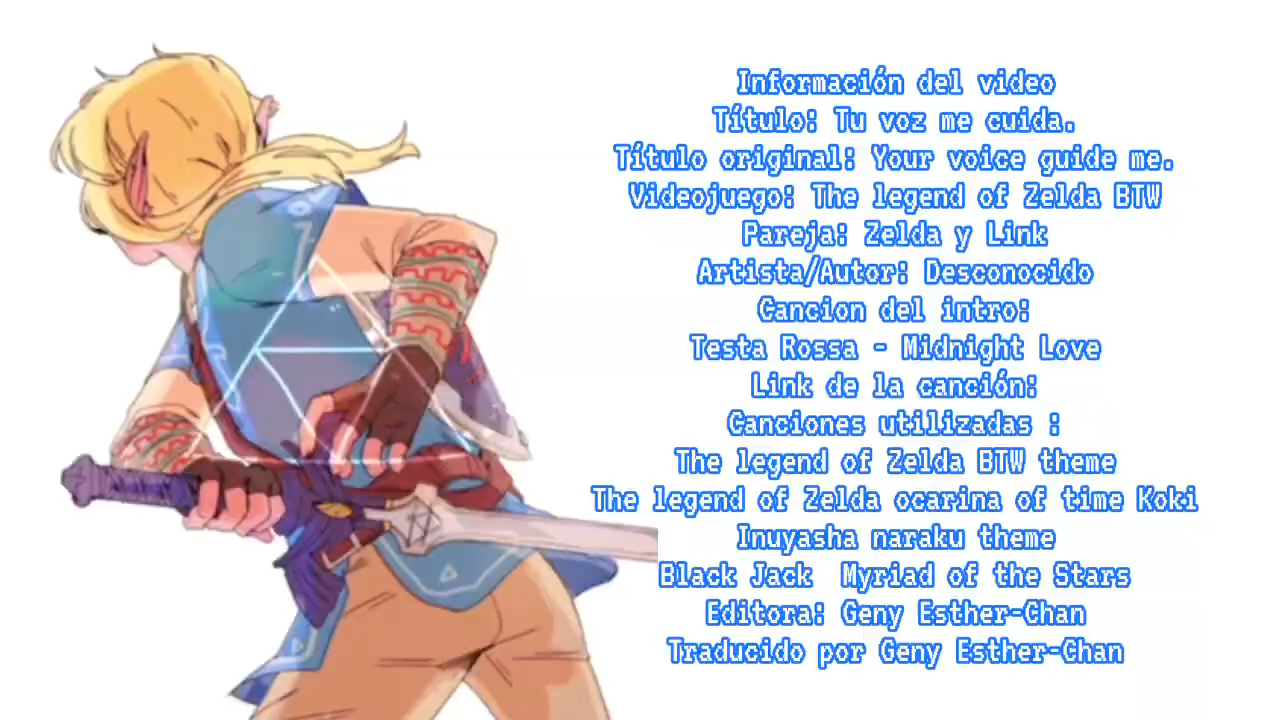 Información del video
Título: Tu voz me cuida.
Título original: Your voice guide me.
Videojuego: The legend of Zelda BTW
Pareja: Zelda y Link
Artista/Autor: Desconocido
Cancion del intro:
Testa Rossa - Midnight Love
Link de la canción:
Canciones utilizadas :
The legend of Zelda BTW theme
The legend of Zelda ocarina of time Koki
Inuyasha naraku theme
Black Jack  Myriad of the Stars
Editora: Geny Esther-Chan
Traducido por Geny Esther-Chan